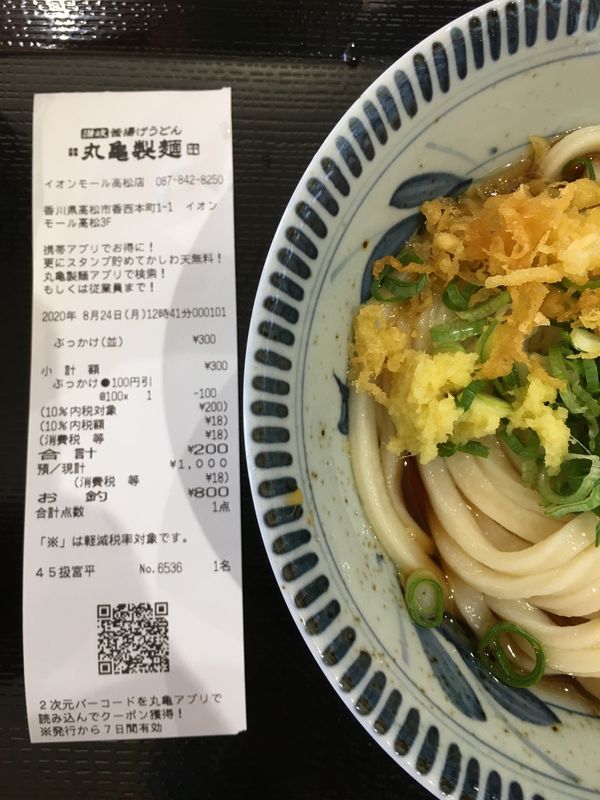 讃岐 釜揚げうどん
丸亀製麺
イオンモール高松店 087-842-8250
香川県高松市香西本町1-1 イオン
モール高松3F
携帯アプリでお得に！
更にスタンプ貯めてかしわ天無料！
丸亀製麺アプリで検索！
もしくは従業員まで！
2020年 8月24日(月)12時41分000101
ぶっかけ(並) ¥300
小 計 額 ¥300
ぶっかけ●100円引
@100x 1 -100
(10%内税対象 ¥200)
(10%内税額 ¥18)
(消費税 等 ¥18)
合 計 ¥200
預/現計 ¥1,000
(消費税 等 ¥18)
お 釣 ¥800
合計点数 1点
「※」は軽減税率対象です。
45扱宮平 No.6536 1名
2次元バーコードを丸亀アプリで
読み込んでクーポン獲得！
※発行から7日間有効